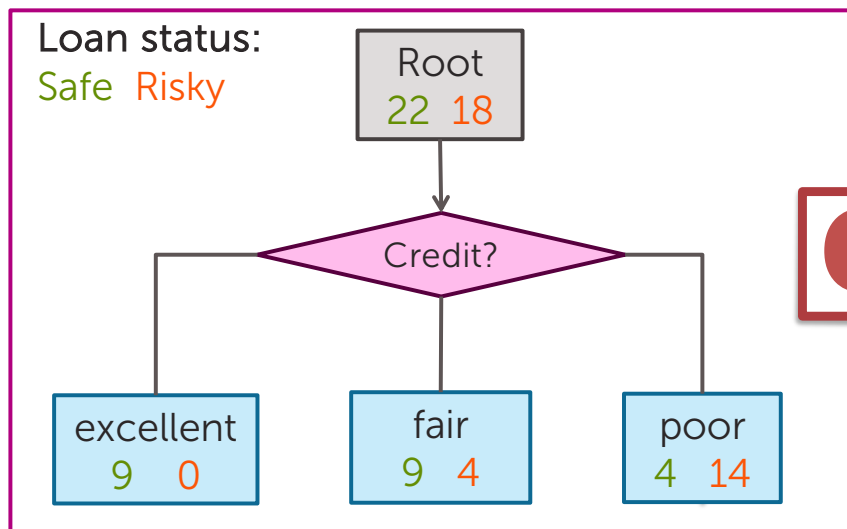 Loan status:
Safe Risky
Root
22 18
Credit?
excellent
9 0
fair
9 4
poor
4 14